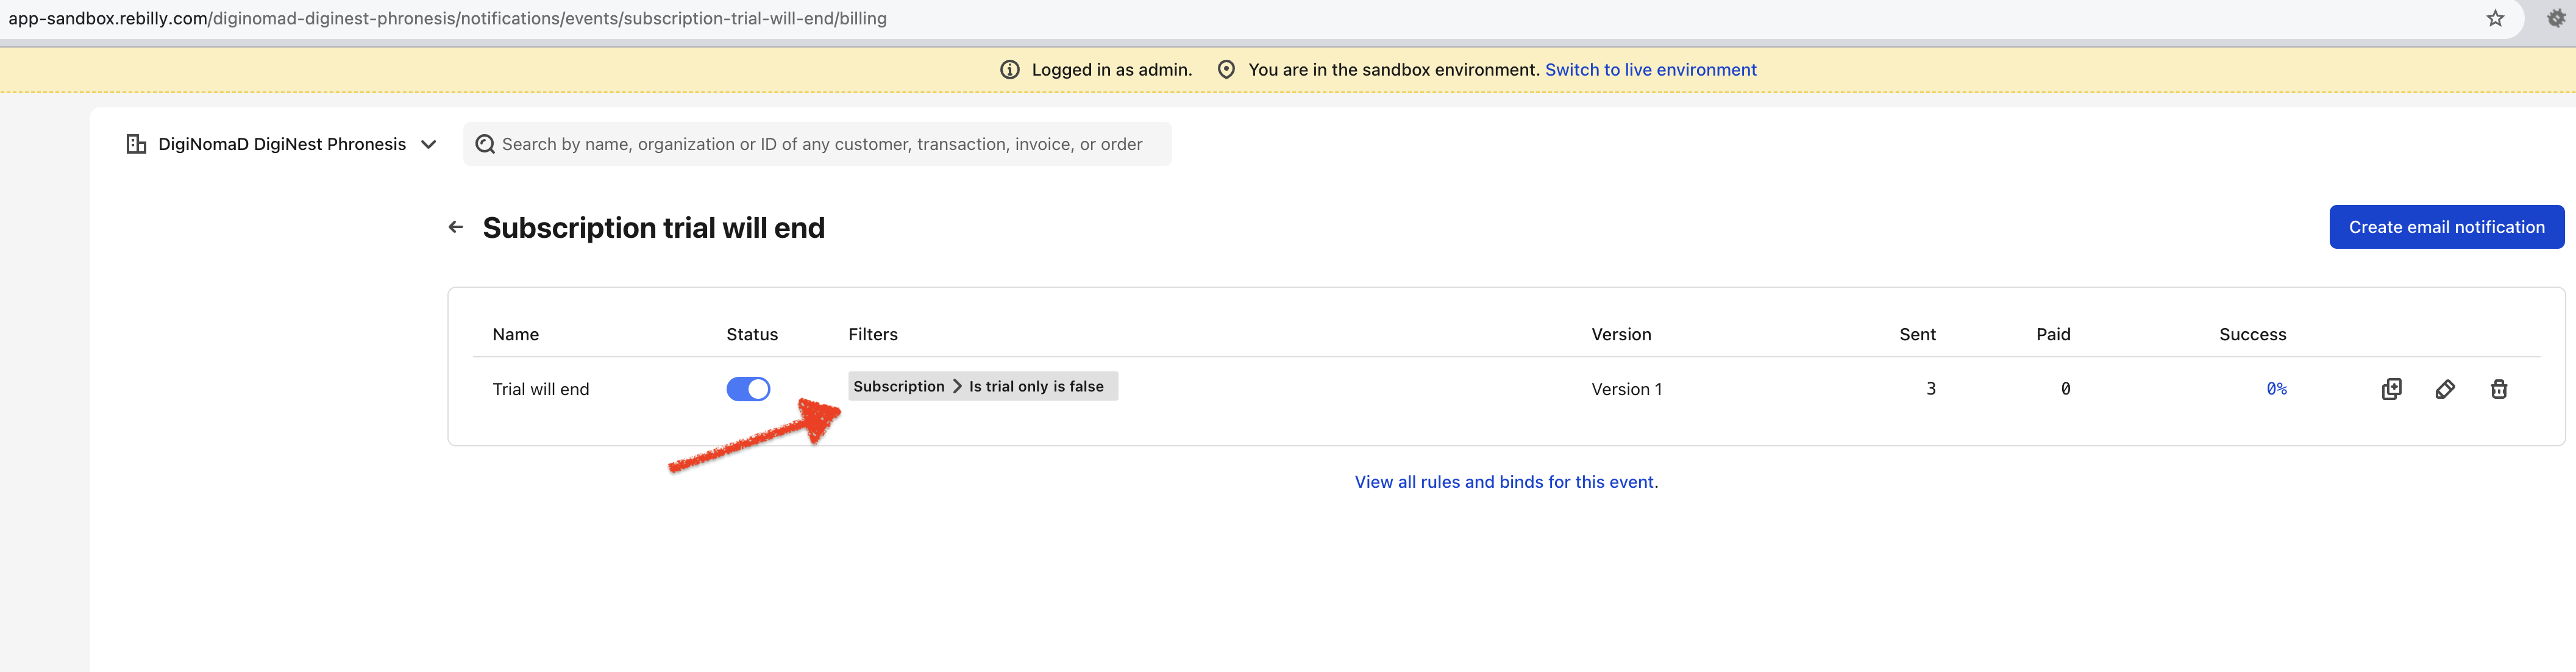 app-sandbox.rebilly.com/diginomad-diginest-phronesis/notifications/events/subscription-trial-will-end/billing
Logged in as admin. You are in the sandbox environment. Switch to live environment
DigiNomaD DigiNest Phronesis Search by name, organization or ID of any customer, transaction, invoice, or order
Subscription trial will end Create email notification
Name Status Filters Version Sent Paid Success
Trial will end Subscription > Is trial only is false Version 1 3 0 0%
View all rules and binds for this event.